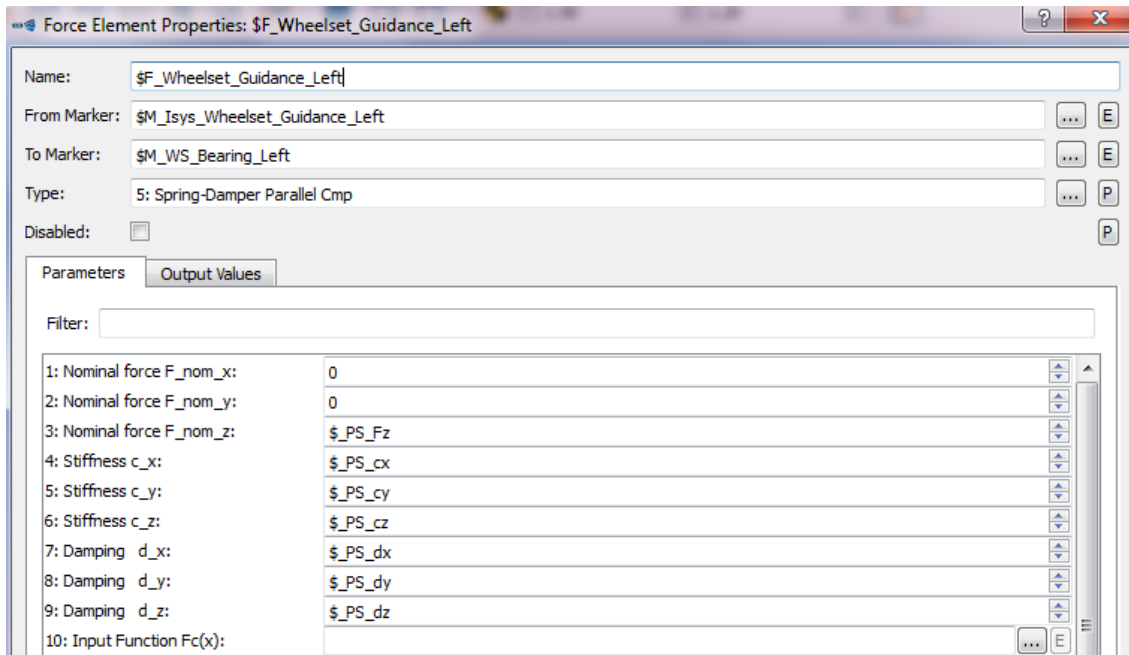 Force Element Properties: $F_Wheelset_Guidance_Left
? X
Name: $F_Wheelset_Guidance_Left
From Marker: $M_Isys_Wheelset_Guidance_Left ... E
To Marker: $M_WS_Bearing_Left ... E
Type: 5: Spring-Damper Parallel Cmp ... P
Disabled: P
Parameters Output Values
Filter:
1: Nominal force F_nom_x: 0
2: Nominal force F_nom_y: 0
3: Nominal force F_nom_z: $_PS_Fz
4: Stiffness c_x: $_PS_cx
5: Stiffness c_y: $_PS_cy
6: Stiffness c_z: $_PS_cz
7: Damping d_x: $_PS_dx
8: Damping d_y: $_PS_dy
9: Damping d_z: $_PS_dz
10: Input Function Fc(x): ... E